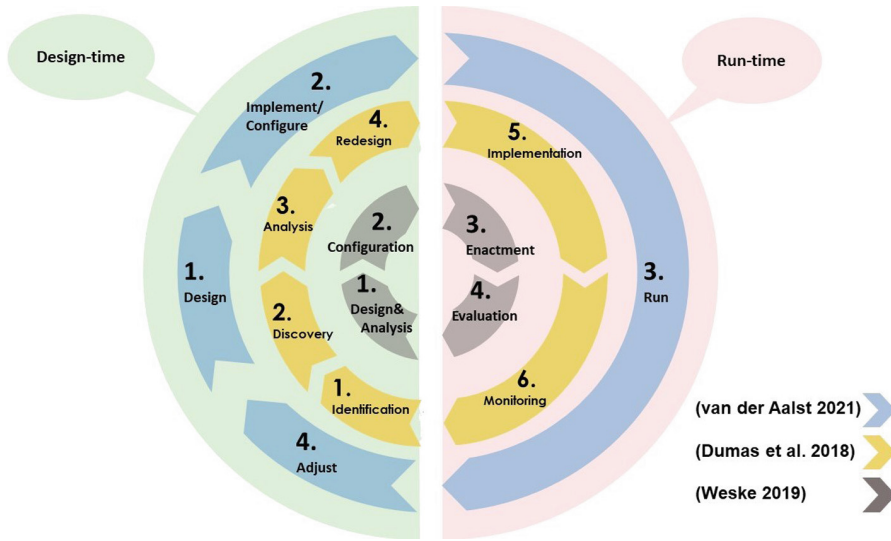 Design-time
Run-time
2.
Implement/
Configure
4.
Redesign
3.
Analysis
1.
Design
2.
Discovery
1.
Identification
4.
Adjust
2.
Configuration
1.
Design&
Analysis
5.
Implementation
3.
Enactment
4.
Evaluation
3.
Run
6.
Monitoring
(van der Aalst 2021)
(Dumas et al. 2018)
(Weske 2019)